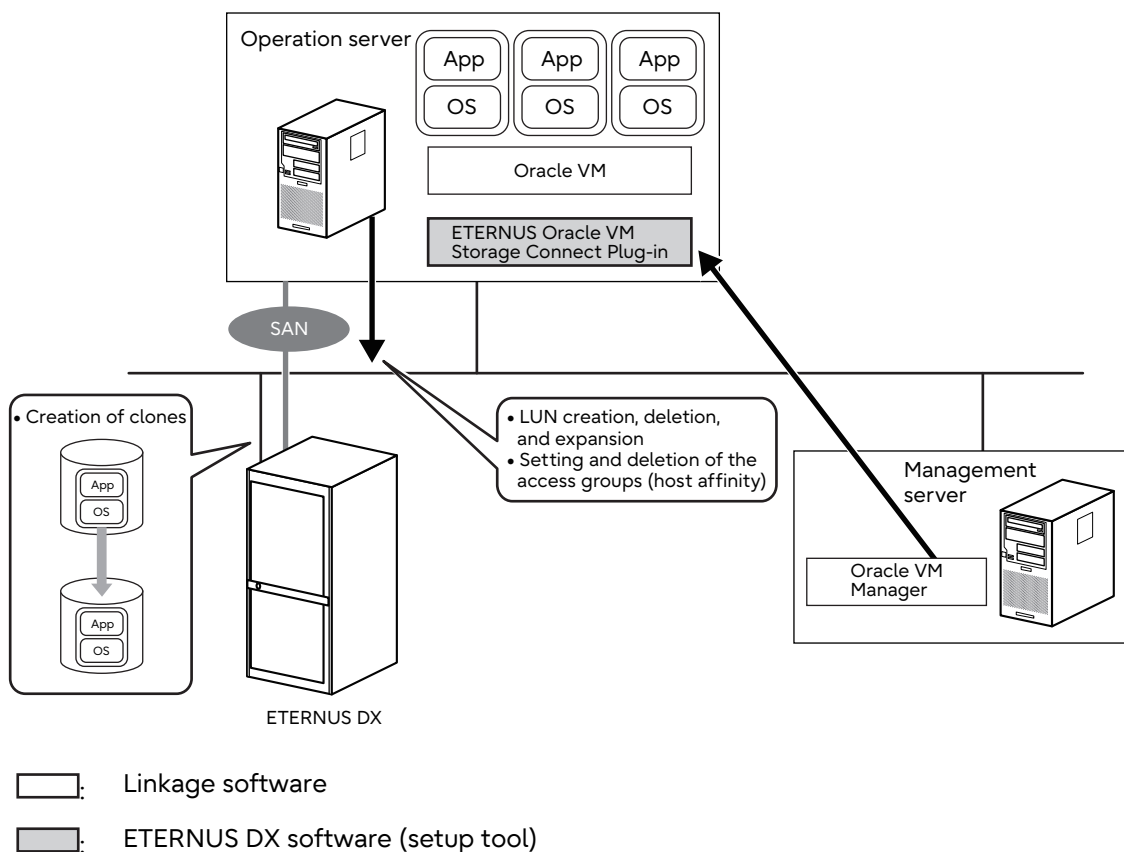 Operation server
App
App
App
OS
OS
OS
Oracle VM
ETERNUS Oracle VM
Storage Connect Plug-in
SAN
• Creation of clones
App
OS
App
OS
• LUN creation, deletion,
and expansion
• Setting and deletion of the
access groups (host affinity)
Management
server
Oracle VM
Manager
ETERNUS DX
: Linkage software
: ETERNUS DX software (setup tool)